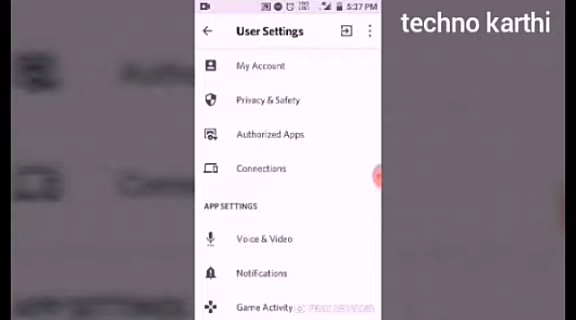 5:37 PM
techno karthi
User Settings
My Account
Privacy & Safety
Authorized Apps
Connections
APP SETTINGS
Voice & Video
Notifications
Game Activity